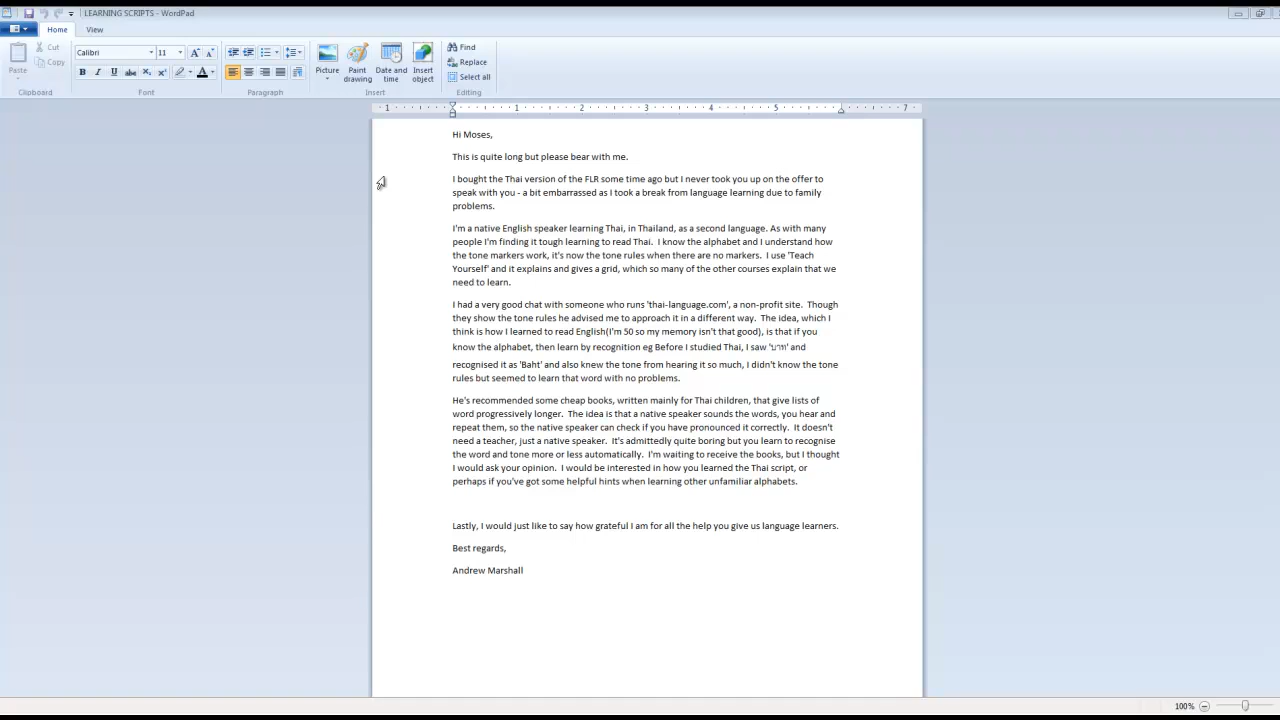 LEARNING SCRIPTS - WordPad
Home
View
Paste
Cut
Copy
Clipboard
Calibri
11
Font
Paragraph
Picture
Paint drawing
Date and time
Insert object
Insert
Find
Replace
Select all
Editing
1 1 2 3 4 5 7
Hi Moses,
This is quite long but please bear with me.
I bought the Thai version of the FLR some time ago but I never took you up on the offer to
speak with you - a bit embarrassed as I took a break from language learning due to family
problems.
I'm a native English speaker learning Thai, in Thailand, as a second language. As with many
people I'm finding it tough learning to read Thai.  I know the alphabet and I understand how
the tone markers work, it's now the tone rules when there are no markers.  I use 'Teach
Yourself' and it explains and gives a grid, which so many of the other courses explain that we
need to learn.
I had a very good chat with someone who runs 'thai-language.com', a non-profit site.  Though
they show the tone rules he advised me to approach it in a different way.  The idea, which I
think is how I learned to read English(I'm 50 so my memory isn't that good), is that if you
know the alphabet, then learn by recognition eg Before I studied Thai, I saw 'บาท' and
recognised it as 'Baht' and also knew the tone from hearing it so much, I didn't know the tone
rules but seemed to learn that word with no problems.
He's recommended some cheap books, written mainly for Thai children, that give lists of
word progressively longer.  The idea is that a native speaker sounds the words, you hear and
repeat them, so the native speaker can check if you have pronounced it correctly.  It doesn't
need a teacher, just a native speaker.  It's admittedly quite boring but you learn to recognise
the word and tone more or less automatically.  I'm waiting to receive the books, but I thought
I would ask your opinion.  I would be interested in how you learned the Thai script, or
perhaps if you've got some helpful hints when learning other unfamiliar alphabets.
Lastly, I would just like to say how grateful I am for all the help you give us language learners.
Best regards,
Andrew Marshall
100%